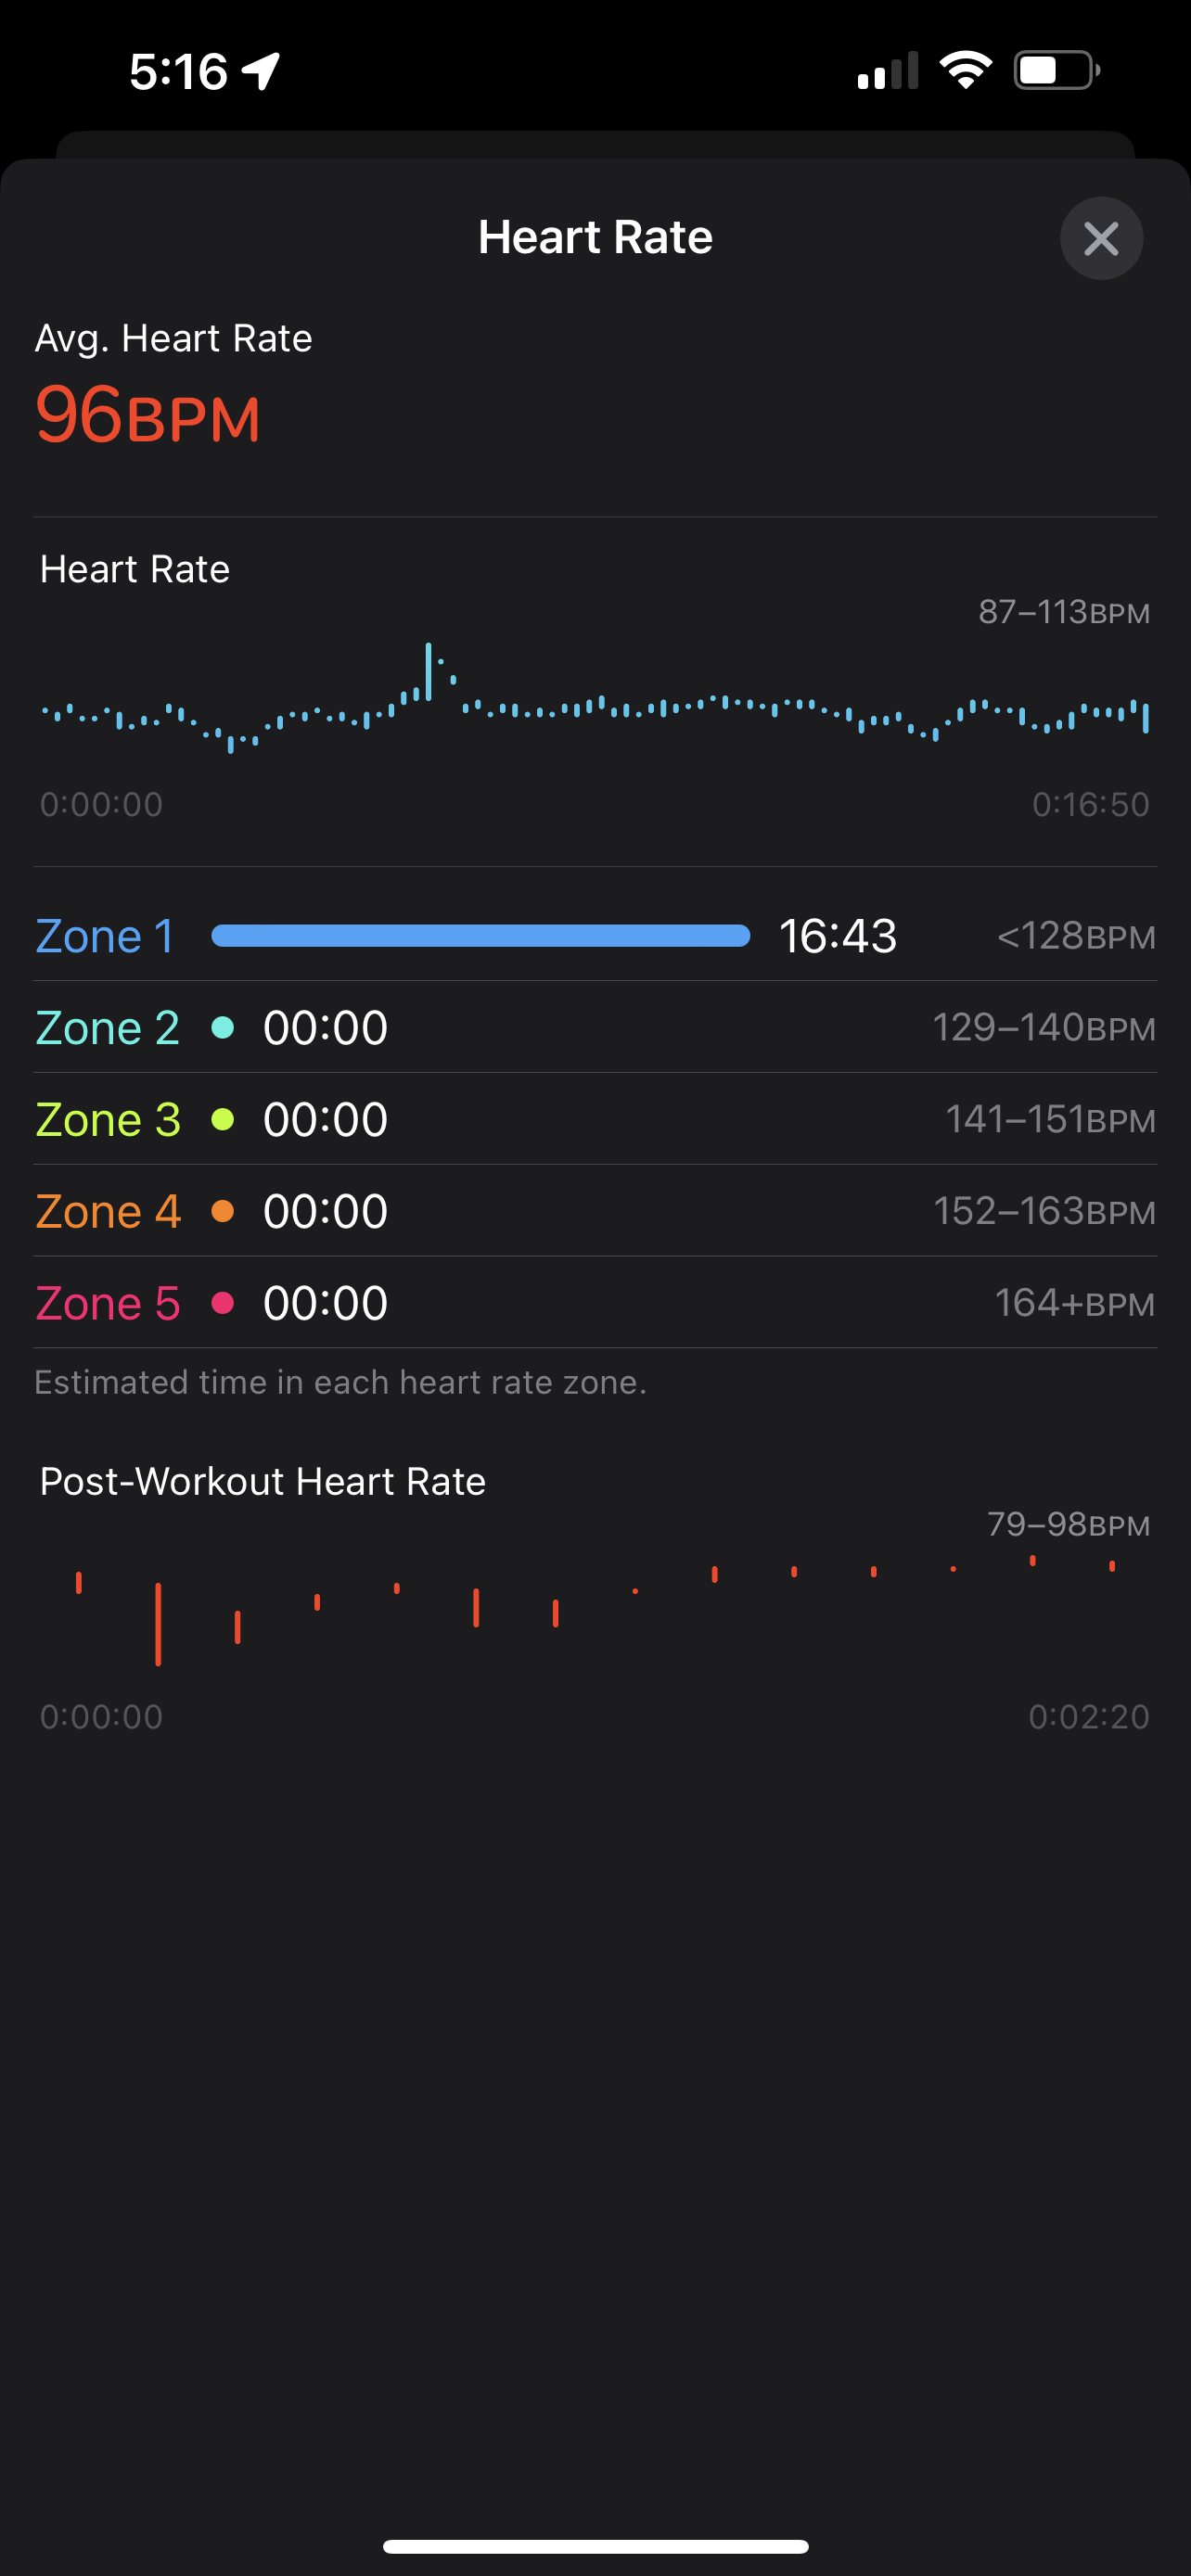 5:16
Heart Rate
Avg. Heart Rate
96BPM
Heart Rate
87–113BPM
0:00:00 0:16:50
Zone 1 16:43 <128BPM
Zone 2 00:00 129–140BPM
Zone 3 00:00 141–151BPM
Zone 4 00:00 152–163BPM
Zone 5 00:00 164+BPM
Estimated time in each heart rate zone.
Post-Workout Heart Rate
79–98BPM
0:00:00 0:02:20